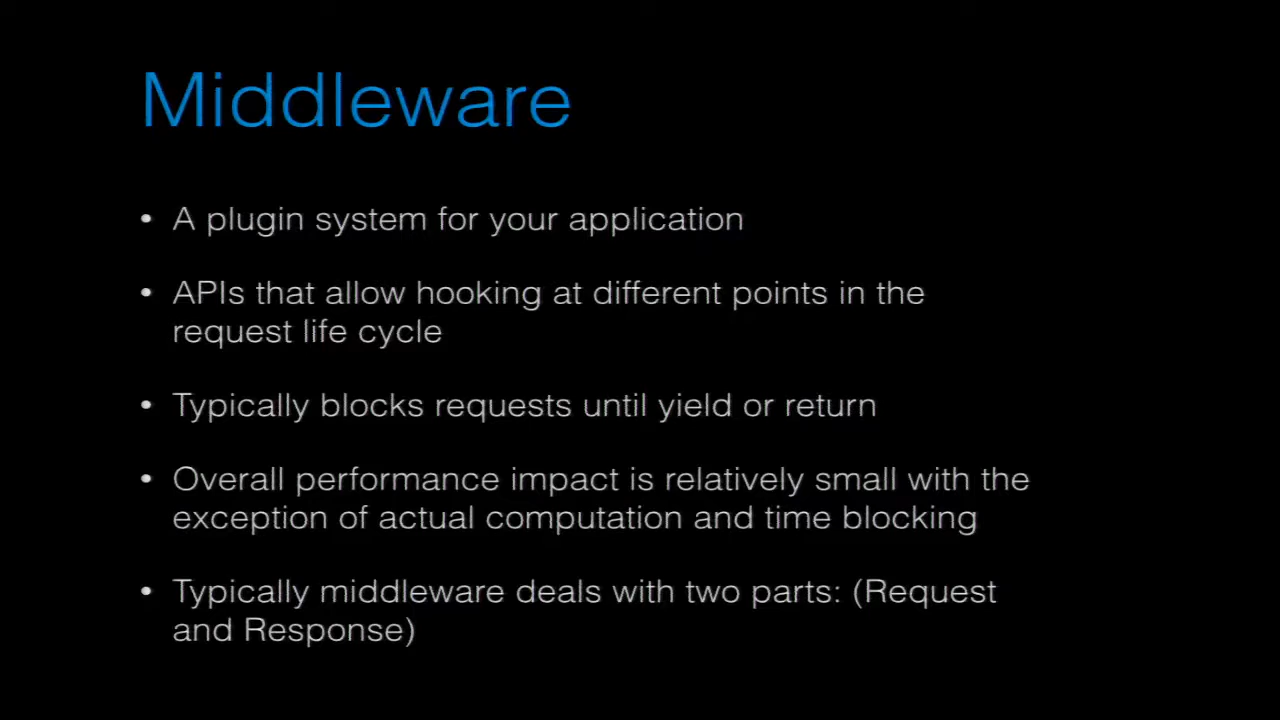 Middleware
• A plugin system for your application
• APIs that allow hooking at different points in the
request life cycle
• Typically blocks requests until yield or return
• Overall performance impact is relatively small with the
exception of actual computation and time blocking
• Typically middleware deals with two parts: (Request
and Response)